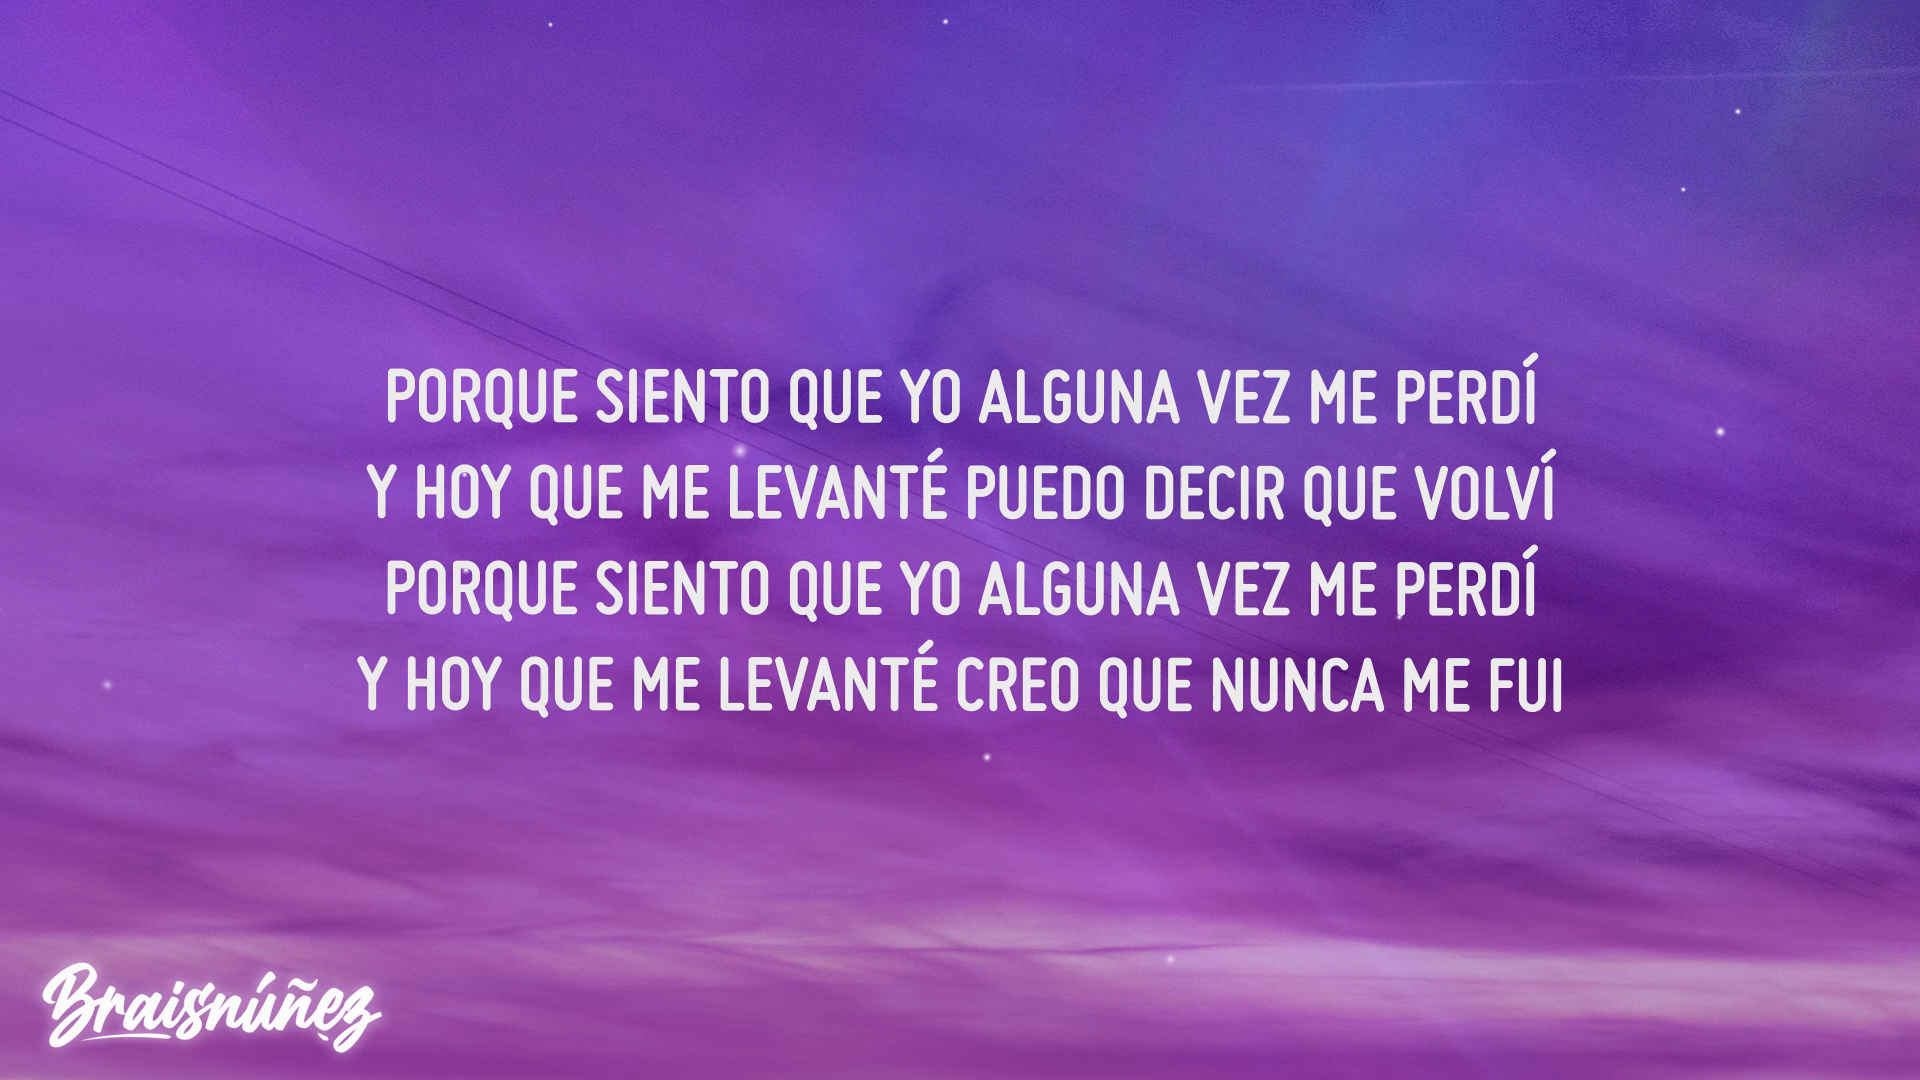 PORQUE SIENTO QUE YO ALGUNA VEZ ME PERDÍ
Y HOY QUE ME LEVANTÉ PUEDO DECIR QUE VOLVÍ
PORQUE SIENTO QUE YO ALGUNA VEZ ME PERDÍ
Y HOY QUE ME LEVANTÉ CREO QUE NUNCA ME FUI
Braisnúñez